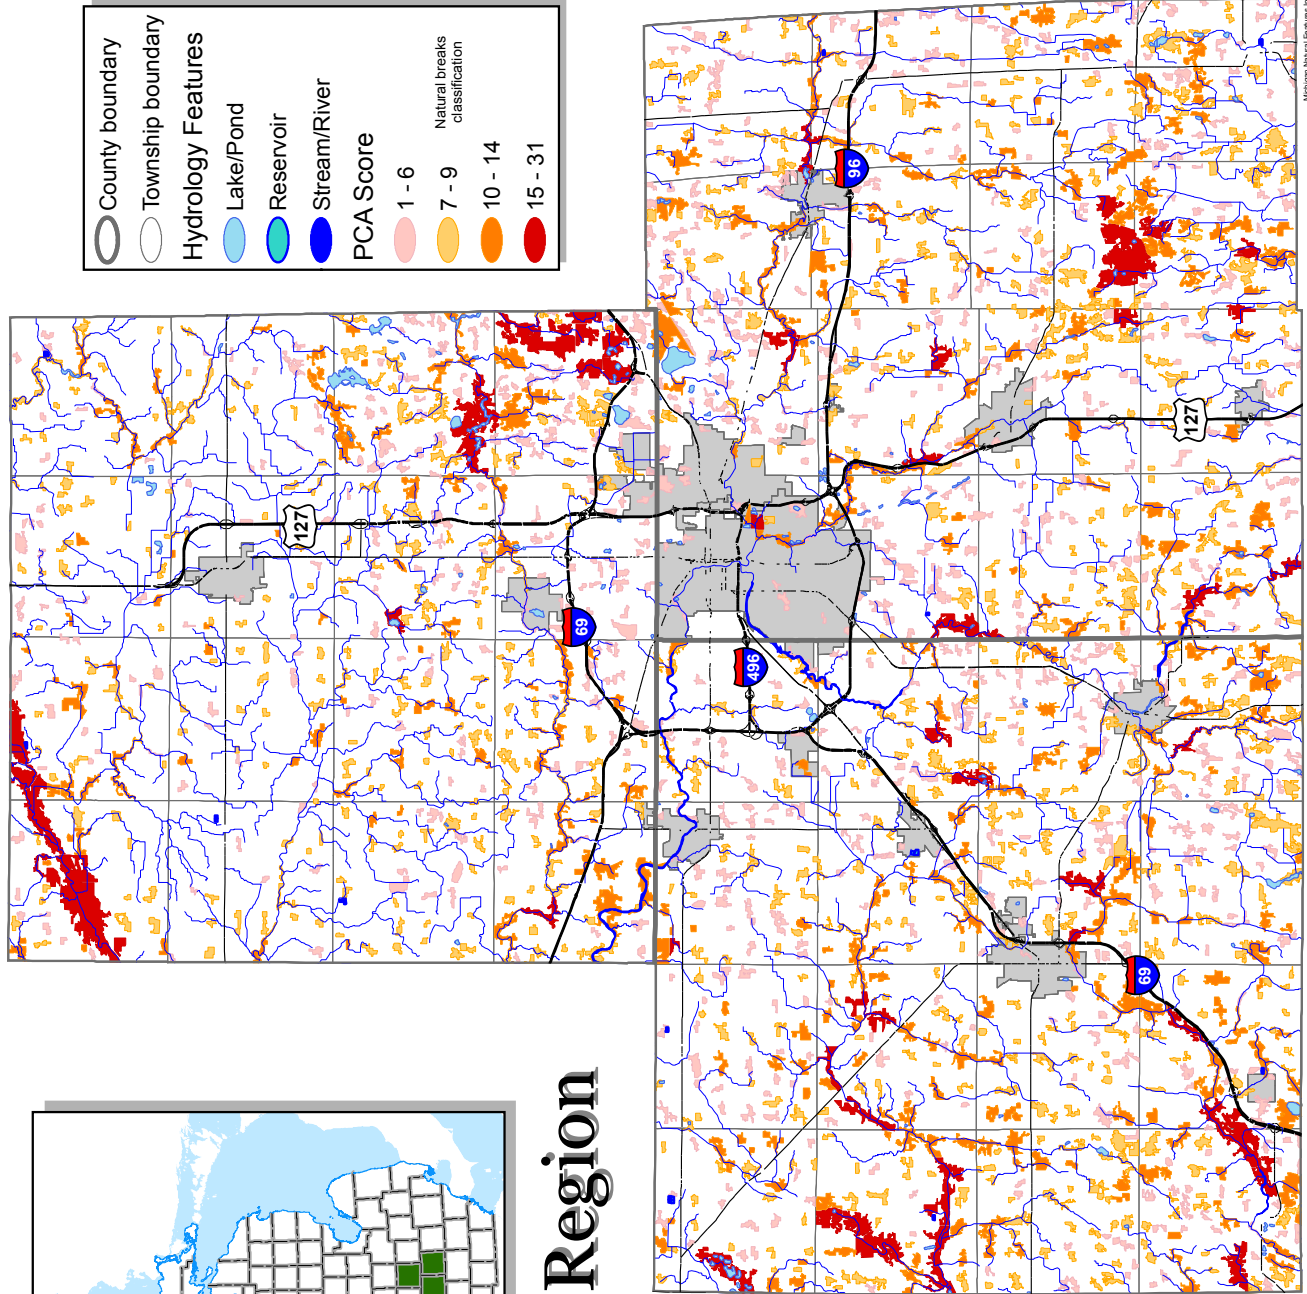 County boundary
Township boundary
Hydrology Features
Lake/Pond
Reservoir
Stream/River
PCA Score
1 - 6
7 - 9
10 - 14
15 - 31
Natural breaks
classification
Region
127
69
496
96
127
69